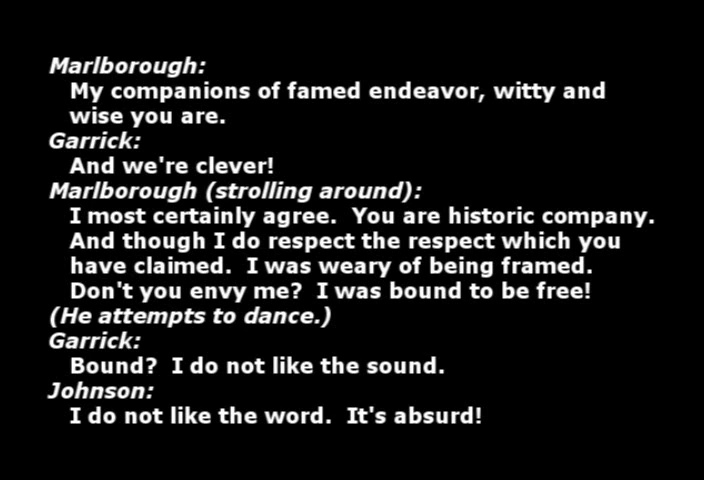 Marlborough:
My companions of famed endeavor, witty and
wise you are.
Garrick:
And we're clever!
Marlborough (strolling around):
I most certainly agree.  You are historic company.
And though I do respect the respect which you
have claimed.  I was weary of being framed.
Don't you envy me?  I was bound to be free!
(He attempts to dance.)
Garrick:
Bound?  I do not like the sound.
Johnson:
I do not like the word.  It's absurd!